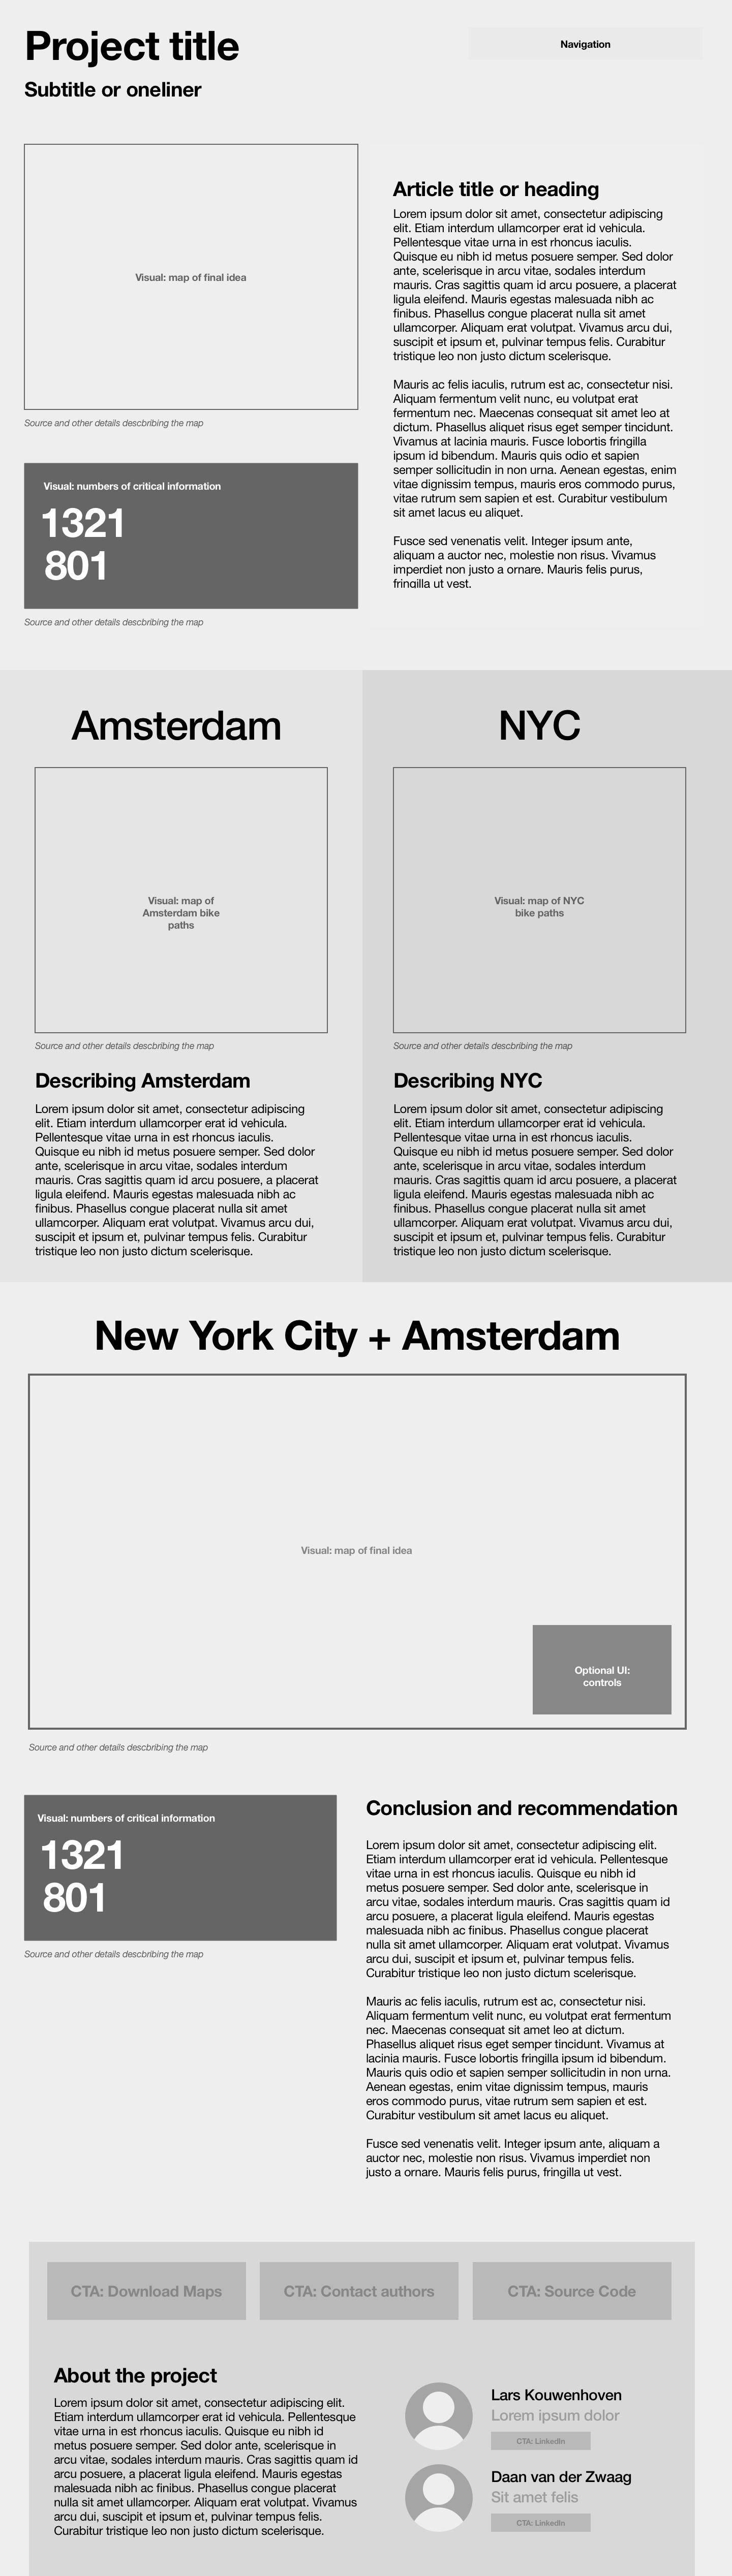 Project title
Navigation
Subtitle or oneliner
Visual: map of final idea
Source and other details descbribing the map
Visual: numbers of critical information
1321
801
Source and other details descbribing the map
Article title or heading
Lorem ipsum dolor sit amet, consectetur adipiscing
elit. Etiam interdum ullamcorper erat id vehicula.
Pellentesque vitae urna in est rhoncus iaculis.
Quisque eu nibh id metus posuere semper. Sed dolor
ante, scelerisque in arcu vitae, sodales interdum
mauris. Cras sagittis quam id arcu posuere, a placerat
ligula eleifend. Mauris egestas malesuada nibh ac
finibus. Phasellus congue placerat nulla sit amet
ullamcorper. Aliquam erat volutpat. Vivamus arcu dui,
suscipit et ipsum et, pulvinar tempus felis. Curabitur
tristique leo non justo dictum scelerisque.
Mauris ac felis iaculis, rutrum est ac, consectetur nisi.
Aliquam fermentum velit nunc, eu volutpat erat
fermentum nec. Maecenas consequat sit amet leo at
dictum. Phasellus aliquet risus eget semper tincidunt.
Vivamus at lacinia mauris. Fusce lobortis fringilla
ipsum id bibendum. Mauris quis odio et sapien
semper sollicitudin in non urna. Aenean egestas, enim
vitae dignissim tempus, mauris eros commodo purus,
vitae rutrum sem sapien et est. Curabitur vestibulum
sit amet lacus eu aliquet.
Fusce sed venenatis velit. Integer ipsum ante,
aliquam a auctor nec, molestie non risus. Vivamus
imperdiet non justo a ornare. Mauris felis purus,
fringilla ut vest.
Amsterdam
Visual: map of
Amsterdam bike
paths
Source and other details descbribing the map
Describing Amsterdam
Lorem ipsum dolor sit amet, consectetur adipiscing
elit. Etiam interdum ullamcorper erat id vehicula.
Pellentesque vitae urna in est rhoncus iaculis.
Quisque eu nibh id metus posuere semper. Sed dolor
ante, scelerisque in arcu vitae, sodales interdum
mauris. Cras sagittis quam id arcu posuere, a placerat
ligula eleifend. Mauris egestas malesuada nibh ac
finibus. Phasellus congue placerat nulla sit amet
ullamcorper. Aliquam erat volutpat. Vivamus arcu dui,
suscipit et ipsum et, pulvinar tempus felis. Curabitur
tristique leo non justo dictum scelerisque.
NYC
Visual: map of NYC
bike paths
Source and other details descbribing the map
Describing NYC
Lorem ipsum dolor sit amet, consectetur adipiscing
elit. Etiam interdum ullamcorper erat id vehicula.
Pellentesque vitae urna in est rhoncus iaculis.
Quisque eu nibh id metus posuere semper. Sed dolor
ante, scelerisque in arcu vitae, sodales interdum
mauris. Cras sagittis quam id arcu posuere, a placerat
ligula eleifend. Mauris egestas malesuada nibh ac
finibus. Phasellus congue placerat nulla sit amet
ullamcorper. Aliquam erat volutpat. Vivamus arcu dui,
suscipit et ipsum et, pulvinar tempus felis. Curabitur
tristique leo non justo dictum scelerisque.
New York City + Amsterdam
Visual: map of final idea
Optional UI:
controls
Source and other details descbribing the map
Visual: numbers of critical information
1321
801
Source and other details descbribing the map
Conclusion and recommendation
Lorem ipsum dolor sit amet, consectetur adipiscing elit.
Etiam interdum ullamcorper erat id vehicula. Pellentesque
vitae urna in est rhoncus iaculis. Quisque eu nibh id
metus posuere semper. Sed dolor ante, scelerisque in
arcu vitae, sodales interdum mauris. Cras sagittis quam id
arcu posuere, a placerat ligula eleifend. Mauris egestas
malesuada nibh ac finibus. Phasellus congue placerat
nulla sit amet ullamcorper. Aliquam erat volutpat. Vivamus
arcu dui, suscipit et ipsum et, pulvinar tempus felis.
Curabitur tristique leo non justo dictum scelerisque.
Mauris ac felis iaculis, rutrum est ac, consectetur nisi.
Aliquam fermentum velit nunc, eu volutpat erat fermentum
nec. Maecenas consequat sit amet leo at dictum.
Phasellus aliquet risus eget semper tincidunt. Vivamus at
lacinia mauris. Fusce lobortis fringilla ipsum id bibendum.
Mauris quis odio et sapien semper sollicitudin in non urna.
Aenean egestas, enim vitae dignissim tempus, mauris
eros commodo purus, vitae rutrum sem sapien et est.
Curabitur vestibulum sit amet lacus eu aliquet.
Fusce sed venenatis velit. Integer ipsum ante, aliquam a
auctor nec, molestie non risus. Vivamus imperdiet non
justo a ornare. Mauris felis purus, fringilla ut vest.
CTA: Download Maps
CTA: Contact authors
CTA: Source Code
About the project
Lorem ipsum dolor sit amet, consectetur adipiscing elit.
Etiam interdum ullamcorper erat id vehicula. Pellentesque
vitae urna in est rhoncus iaculis. Quisque eu nibh id
metus posuere semper. Sed dolor ante, scelerisque in
arcu vitae, sodales interdum mauris. Cras sagittis quam id
arcu posuere, a placerat ligula eleifend. Mauris egestas
malesuada nibh ac finibus. Phasellus congue placerat
nulla sit amet ullamcorper. Aliquam erat volutpat. Vivamus
arcu dui, suscipit et ipsum et, pulvinar tempus felis.
Curabitur tristique leo non justo dictum scelerisque.
Lars Kouwenhoven
Lorem ipsum dolor
CTA: LinkedIn
Daan van der Zwaag
Sit amet felis
CTA: LinkedIn